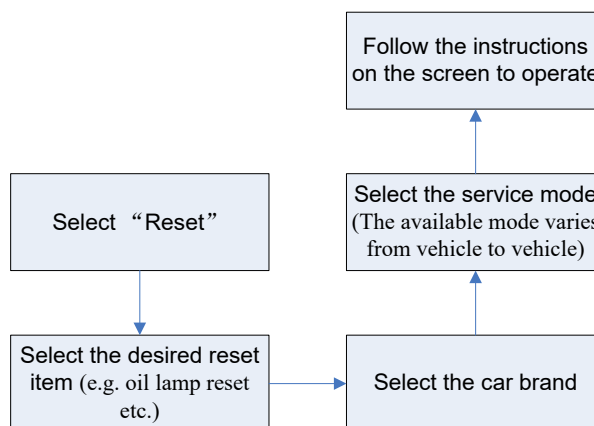 Follow the instructions
on the screen to operate
Select “Reset”
Select the service mode
(The available mode varies
from vehicle to vehicle)
Select the desired reset
item (e.g. oil lamp reset
etc.)
Select the car brand